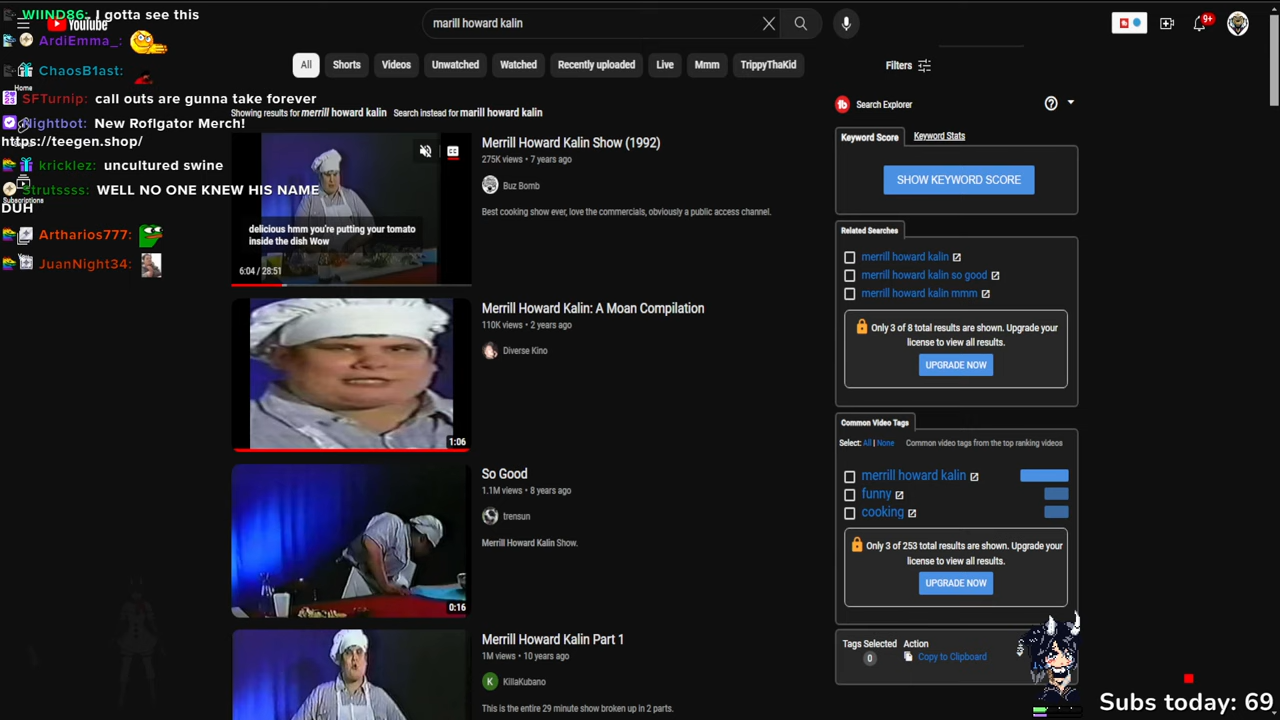 WIIND86: I gotta see this
ArdiEmma_:
ChaosB1ast:
SFTurnip: call outs are gunna take forever
Nightbot: New Roflgator Merch!
https://teegen.shop/
kricklez: uncultured swine
Strutssss: WELL NO ONE KNEW HIS NAME
DUH
Artharios777:
JuanNight34:
YouTube
Home
Subscriptions
marill howard kalin
9+
All
Shorts
Videos
Unwatched
Watched
Recently uploaded
Live
Mmm
TrippyThaKid
Filters
Showing results for merrill howard kalin Search instead for marill howard kalin
delicious hmm you're putting your tomato
inside the dish Wow
6:04 / 28:51
Merrill Howard Kalin Show (1992)
275K views • 7 years ago
Buz Bomb
Best cooking show ever, love the commercials, obviously a public access channel.
1:06
Merrill Howard Kalin: A Moan Compilation
110K views • 2 years ago
Diverse Kino
0:16
So Good
1.1M views • 8 years ago
trensun
Merrill Howard Kalin Show.
Merrill Howard Kalin Part 1
1M views • 10 years ago
K KillaKubano
This is the entire 29 minute show broken up in 2 parts.
tb Search Explorer
Keyword Score
Keyword Stats
SHOW KEYWORD SCORE
Related Searches
merrill howard kalin
merrill howard kalin so good
merrill howard kalin mmm
Only 3 of 8 total results are shown. Upgrade your
license to view all results.
UPGRADE NOW
Common Video Tags
Select: All | None Common video tags from the top ranking videos
merrill howard kalin
funny
cooking
Only 3 of 253 total results are shown. Upgrade your
license to view all results.
UPGRADE NOW
Tags Selected
0
Action
Copy to Clipboard
Subs today: 69